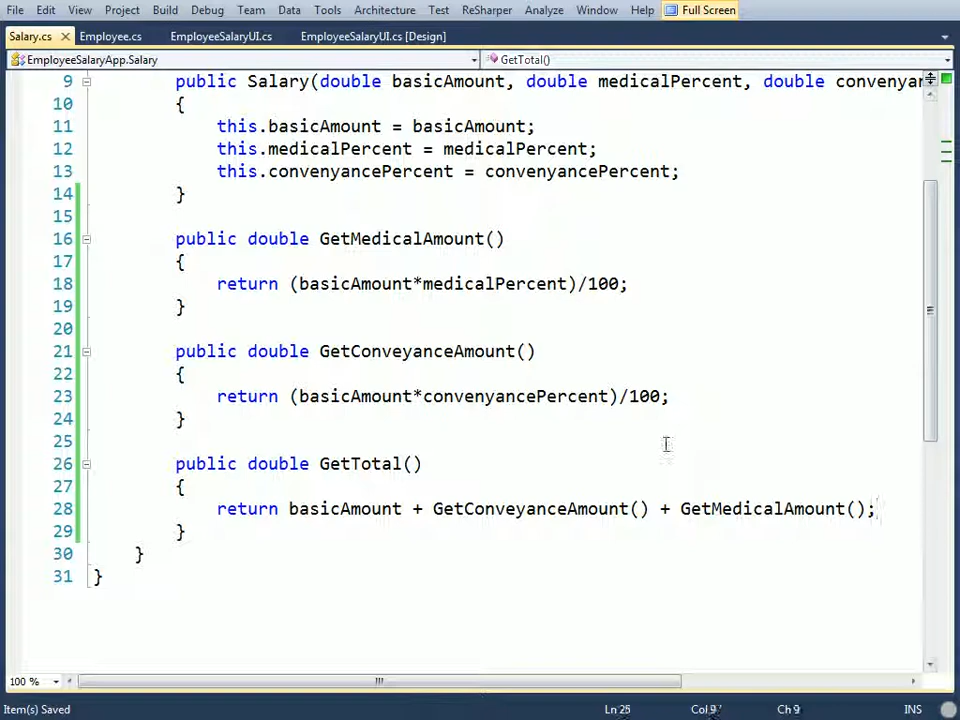 File Edit View Project Build Debug Team Data Tools Architecture Test ReSharper Analyze Window Help Full Screen
Salary.cs Employee.cs EmployeeSalaryUI.cs EmployeeSalaryUI.cs [Design]
EmployeeSalaryApp.Salary GetTotal()
9 public Salary(double basicAmount, double medicalPercent, double convenyan
10 {
11 this.basicAmount = basicAmount;
12 this.medicalPercent = medicalPercent;
13 this.convenyancePercent = convenyancePercent;
14 }
15
16 public double GetMedicalAmount()
17 {
18 return (basicAmount*medicalPercent)/100;
19 }
20
21 public double GetConveyanceAmount()
22 {
23 return (basicAmount*convenyancePercent)/100;
24 }
25
26 public double GetTotal()
27 {
28 return basicAmount + GetConveyanceAmount() + GetMedicalAmount();
29 }
30 }
31 }
100 %
Item(s) Saved Ln 25 Ch 9 INS